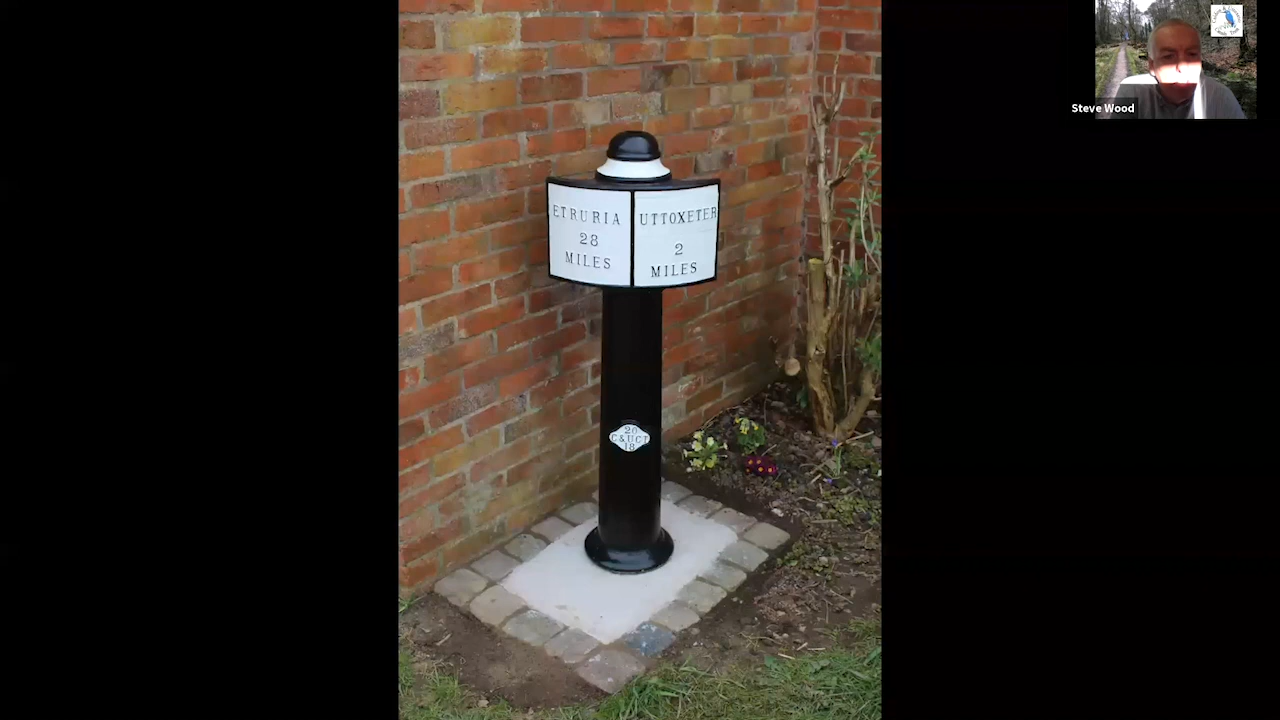 ETRURIA
28
MILES
UTTOXETER
2
MILES
20
C&UCT
18
Steve Wood